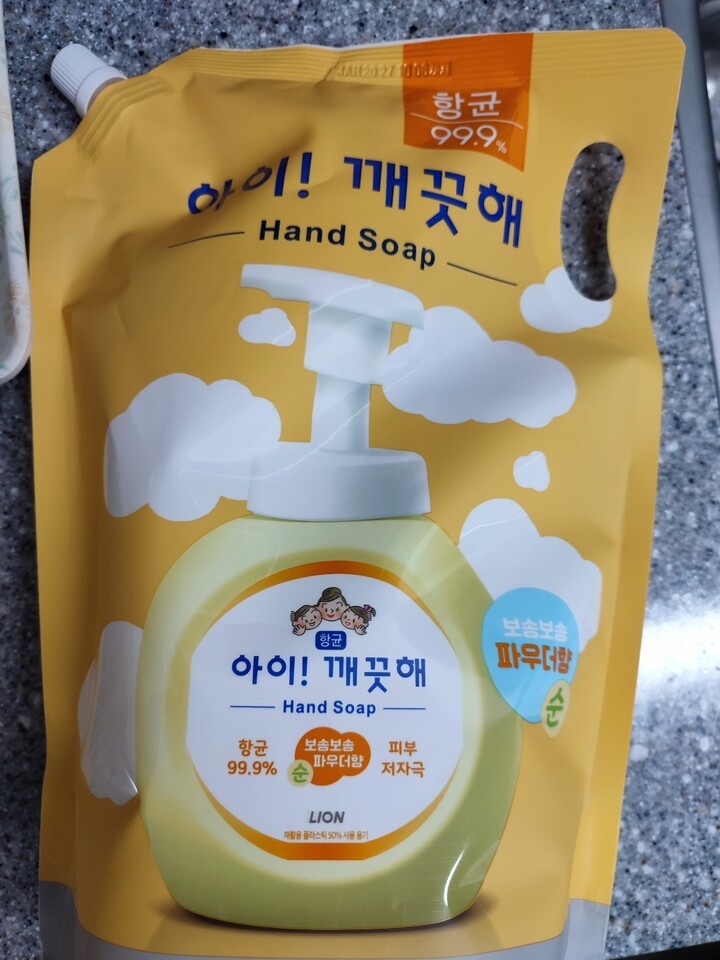 항균
99.9%
아이! 깨끗해
Hand Soap
보송보송
파우더향
순
항균
아이! 깨끗해
Hand Soap
항균
99.9%
보송보송
파우더향
순
피부
저자극
LION
재활용 플라스틱 50% 사용 용기